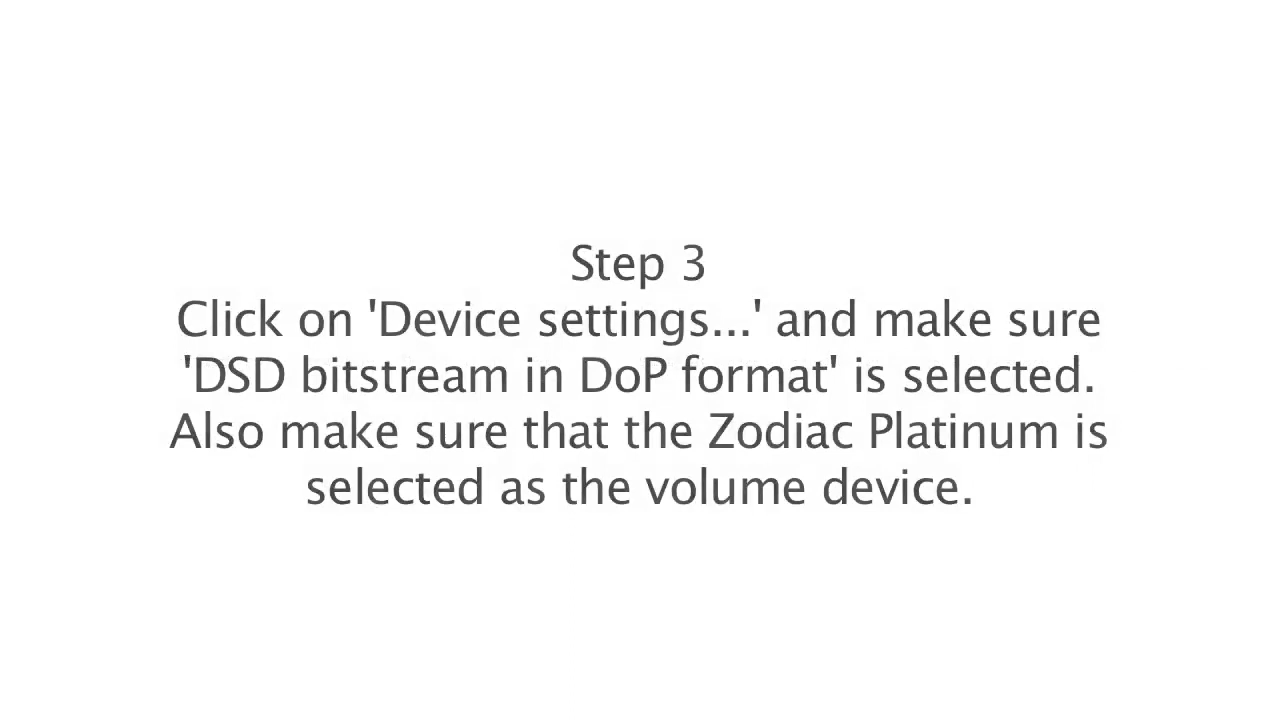 Step 3
Click on 'Device settings...' and make sure
'DSD bitstream in DoP format' is selected.
Also make sure that the Zodiac Platinum is
selected as the volume device.